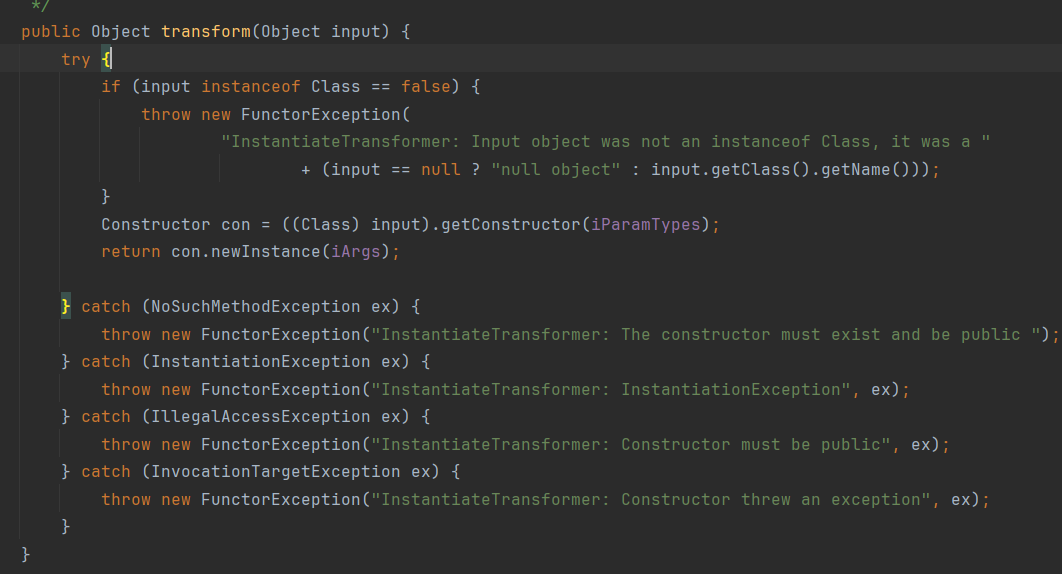 */
public Object transform(Object input) {
try {
if (input instanceof Class == false) {
throw new FunctorException(
"InstantiateTransformer: Input object was not an instanceof Class, it was a "
+ (input == null ? "null object" : input.getClass().getName()));
}
Constructor con = ((Class) input).getConstructor(iParamTypes);
return con.newInstance(iArgs);
} catch (NoSuchMethodException ex) {
throw new FunctorException("InstantiateTransformer: The constructor must exist and be public ");
} catch (InstantiationException ex) {
throw new FunctorException("InstantiateTransformer: InstantiationException", ex);
} catch (IllegalAccessException ex) {
throw new FunctorException("InstantiateTransformer: Constructor must be public", ex);
} catch (InvocationTargetException ex) {
throw new FunctorException("InstantiateTransformer: Constructor threw an exception", ex);
}
}